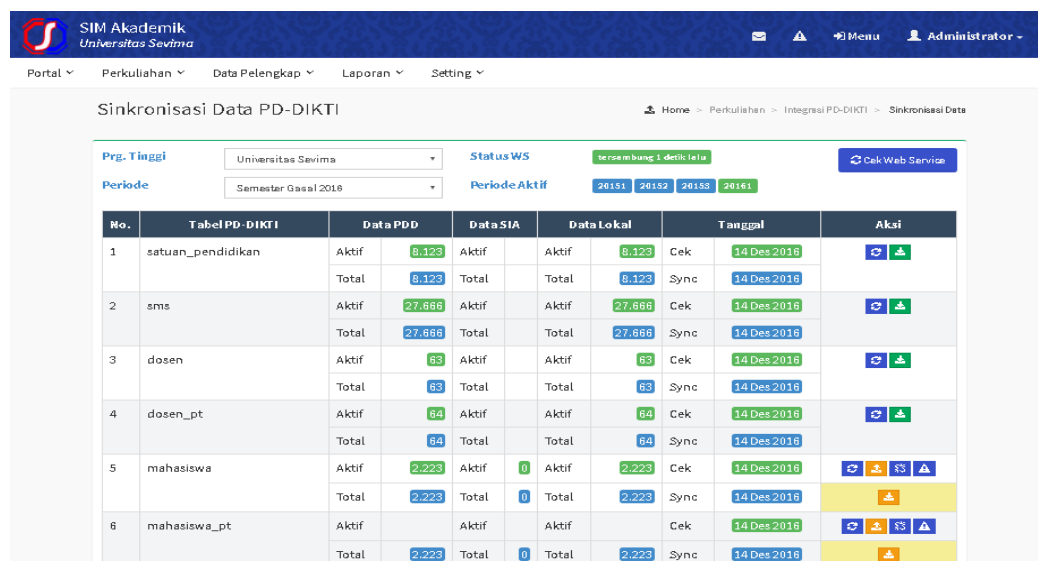 SIM Akademik
Universitas Sevima
Menu Administrator
Portal Perkuliahan Data Pelengkap Laporan Setting
Sinkronisasi Data PD-DIKTI
Home > Perkuliahan > Integrasi PD-DIKTI > Sinkronisasi Data
Prg. Tinggi Universitas Sevima Status WS tersambung 1 detik lalu Cek Web Service
Periode Semester Gasal 2016 Periode Aktif 20151 20152 20153 20161
No. Tabel PD-DIKTI Data PDD Data SIA Data Lokal Tanggal Aksi
1 satuan_pendidikan Aktif 8.123 Aktif Aktif 8.123 Cek 14 Des 2016
Total 8.123 Total Total 8.123 Sync 14 Des 2016
2 sms Aktif 27.666 Aktif Aktif 27.666 Cek 14 Des 2016
Total 27.666 Total Total 27.666 Sync 14 Des 2016
3 dosen Aktif 63 Aktif Aktif 63 Cek 14 Des 2016
Total 63 Total Total 63 Sync 14 Des 2016
4 dosen_pt Aktif 64 Aktif Aktif 64 Cek 14 Des 2016
Total 64 Total Total 64 Sync 14 Des 2016
5 mahasiswa Aktif 2.223 Aktif 0 Aktif 2.223 Cek 14 Des 2016
Total 2.223 Total 0 Total 2.223 Sync 14 Des 2016
6 mahasiswa_pt Aktif Aktif Aktif Cek 14 Des 2016
Total 2.223 Total 0 Total 2.223 Sync 14 Des 2016